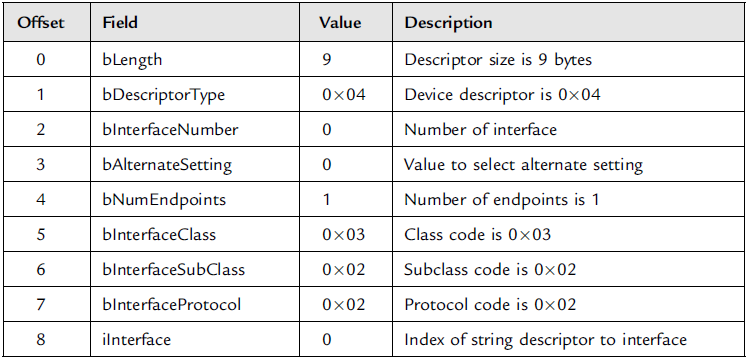 Offset Field Value Description
0 bLength 9 Descriptor size is 9 bytes
1 bDescriptorType 0×04 Device descriptor is 0×04
2 bInterfaceNumber 0 Number of interface
3 bAlternateSetting 0 Value to select alternate setting
4 bNumEndpoints 1 Number of endpoints is 1
5 bInterfaceClass 0×03 Class code is 0×03
6 bInterfaceSubClass 0×02 Subclass code is 0×02
7 bInterfaceProtocol 0×02 Protocol code is 0×02
8 iInterface 0 Index of string descriptor to interface